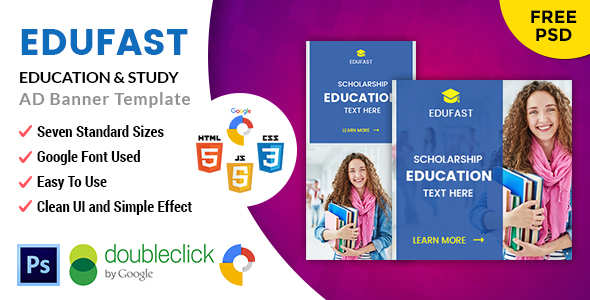 EDUFAST
EDUCATION & STUDY
AD Banner Template
Seven Standard Sizes
Google Font Used
Easy To Use
Clean UI and Simple Effect
Ps
doubleclick
by Google
Google
HTML
5
CSS
3
JS
5
EDUFAST
SCHOLARSHIP
EDUCATION
TEXT HERE
LEARN MORE
EDUFAST
SCHOLARSHIP
EDUCATION
TEXT HERE
LEARN MORE
FREE
PSD